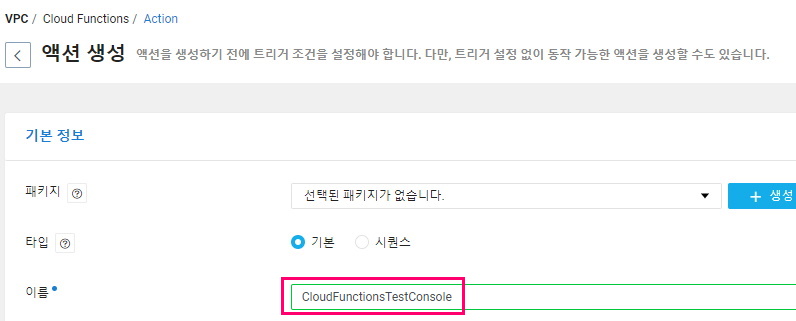 VPC / Cloud Functions / Action
액션 생성 액션을 생성하기 전에 트리거 조건을 설정해야 합니다. 다만, 트리거 설정 없이 동작 가능한 액션을 생성할 수도 있습니다.
기본 정보
패키지 ? 선택된 패키지가 없습니다. + 생성
타입 ? 기본 시퀀스
이름 CloudFunctionsTestConsole